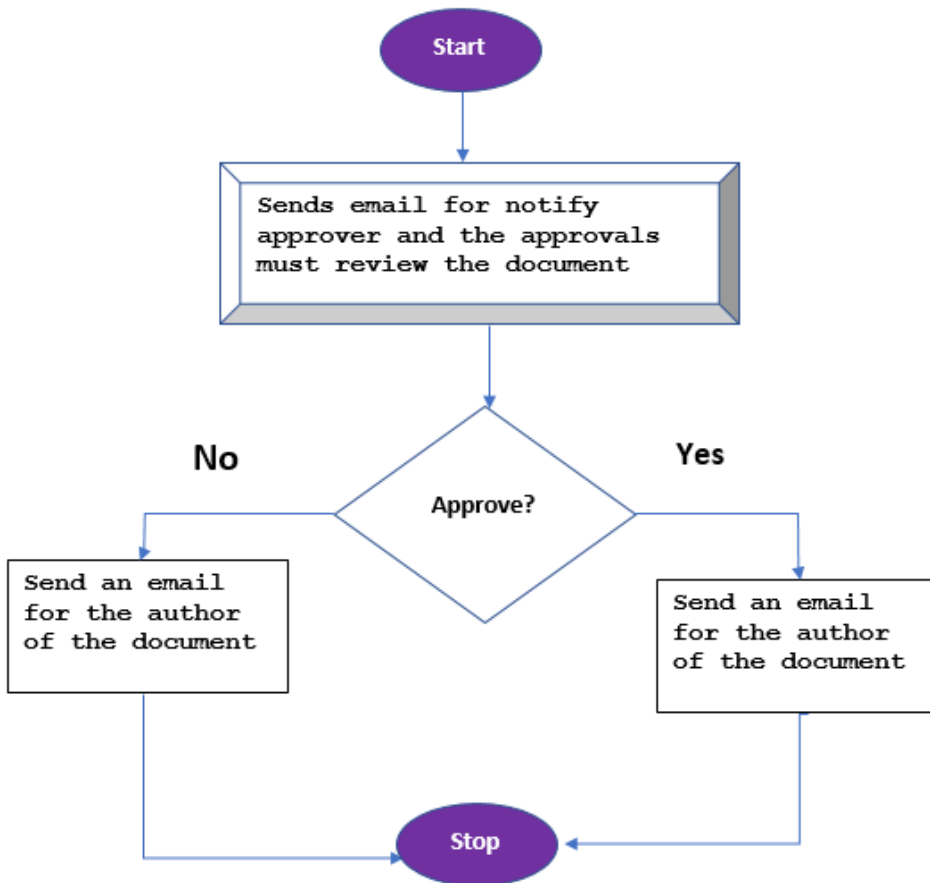 Start
Sends email for notify
approver and the approvals
must review the document
No
Yes
Approve?
Send an email
for the author
of the document
Send an email
for the author
of the document
Stop